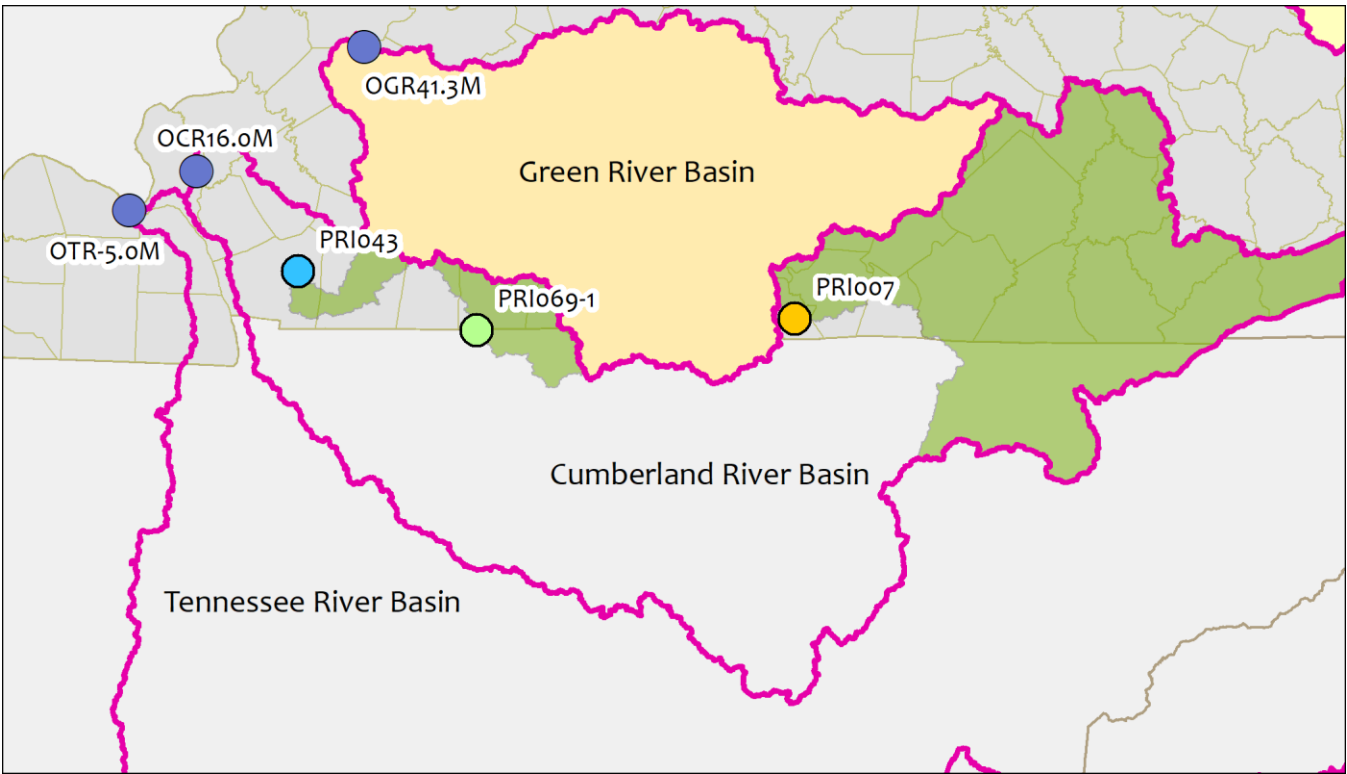 OGR41.3M
OCR16.0M
Green River Basin
PRI043
OTR-5.0M
PRI069-1
PRI007
Cumberland River Basin
Tennessee River Basin